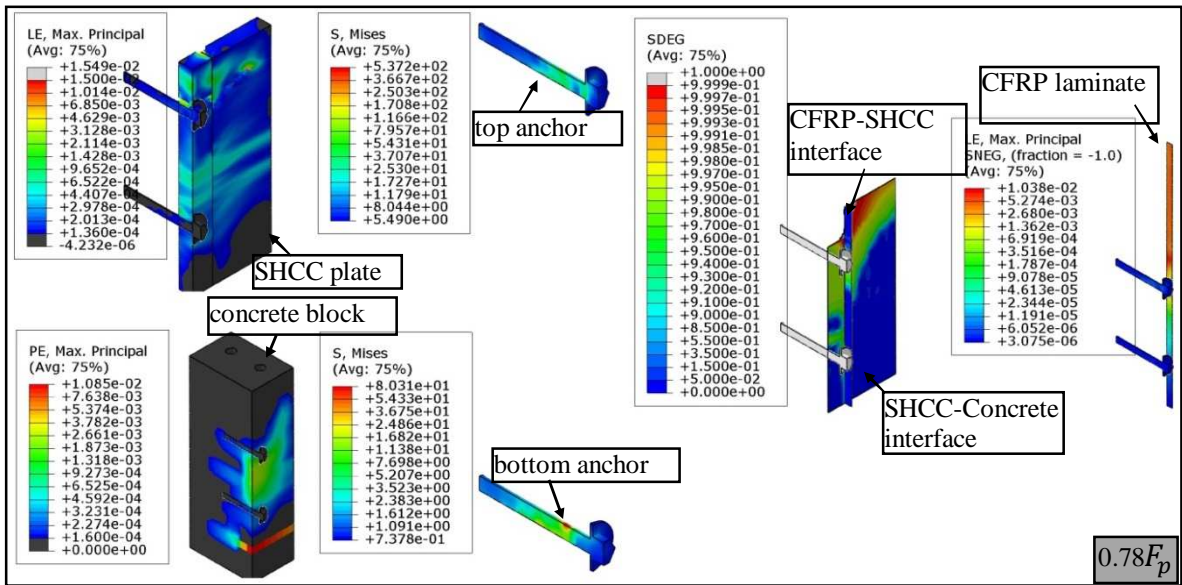 LE, Max. Principal
(Avg: 75%)
+1.549e-02
+1.500e-02
+1.014e-02
+6.850e-03
+4.629e-03
+3.128e-03
+2.114e-03
+1.428e-03
+9.652e-04
+6.522e-04
+4.407e-04
+2.978e-04
+2.013e-04
+1.360e-04
-4.232e-06
SHCC plate
S, Mises
(Avg: 75%)
+5.372e+02
+3.667e+02
+2.503e+02
+1.708e+02
+1.166e+02
+7.957e+01
+5.431e+01
+3.707e+01
+2.530e+01
+1.727e+01
+1.179e+01
+8.044e+00
+5.490e+00
top anchor
SDEG
(Avg: 75%)
+1.000e+00
+9.999e-01
+9.997e-01
+9.995e-01
+9.993e-01
+9.991e-01
+9.985e-01
+9.980e-01
+9.970e-01
+9.950e-01
+9.900e-01
+9.800e-01
+9.700e-01
+9.600e-01
+9.500e-01
+9.400e-01
+9.300e-01
+9.200e-01
+9.100e-01
+9.000e-01
+8.500e-01
+6.500e-01
+3.500e-01
+1.500e-01
+5.000e-02
+0.000e+00
CFRP-SHCC
interface
SHCC-Concrete
interface
CFRP laminate
LE, Max. Principal
SNEG, (fraction = -1.0)
(Avg: 75%)
+1.038e-02
+5.274e-03
+2.680e-03
+1.362e-03
+6.919e-04
+3.516e-04
+1.787e-04
+9.078e-05
+4.613e-05
+2.344e-05
+1.191e-05
+6.052e-06
+3.075e-06
concrete block
PE, Max. Principal
(Avg: 75%)
+1.085e-02
+7.638e-03
+5.374e-03
+3.782e-03
+2.661e-03
+1.873e-03
+1.318e-03
+9.273e-04
+6.525e-04
+4.592e-04
+3.231e-04
+2.274e-04
+1.600e-04
+0.000e+00
S, Mises
(Avg: 75%)
+8.031e+01
+5.433e+01
+3.675e+01
+2.486e+01
+1.682e+01
+1.138e+01
+7.698e+00
+5.207e+00
+3.523e+00
+2.383e+00
+1.612e+00
+1.091e+00
+7.378e-01
bottom anchor
0.78Fp